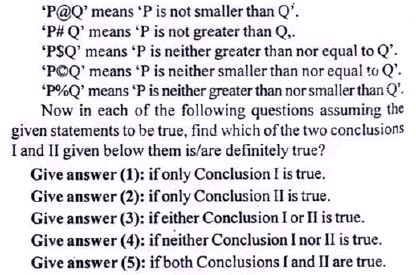 ‘P@Q’ means ‘P is not smaller than Q’.
‘P# Q’ means ‘P is not greater than Q,.
‘P$Q’ means ‘P is neither greater than nor equal to Q’.
‘P©Q’ means ‘P is neither smaller than nor equal to Q’.
‘P%Q’ means ‘P is neither greater than nor smaller than Q’.
Now in each of the following questions assuming the
given statements to be true, find which of the two conclusions
I and II given below them is/are definitely true?
Give answer (1): if only Conclusion I is true.
Give answer (2): if only Conclusion II is true.
Give answer (3): if either Conclusion I or II is true.
Give answer (4): if neither Conclusion I nor II is true.
Give answer (5): if both Conclusions I and II are true.